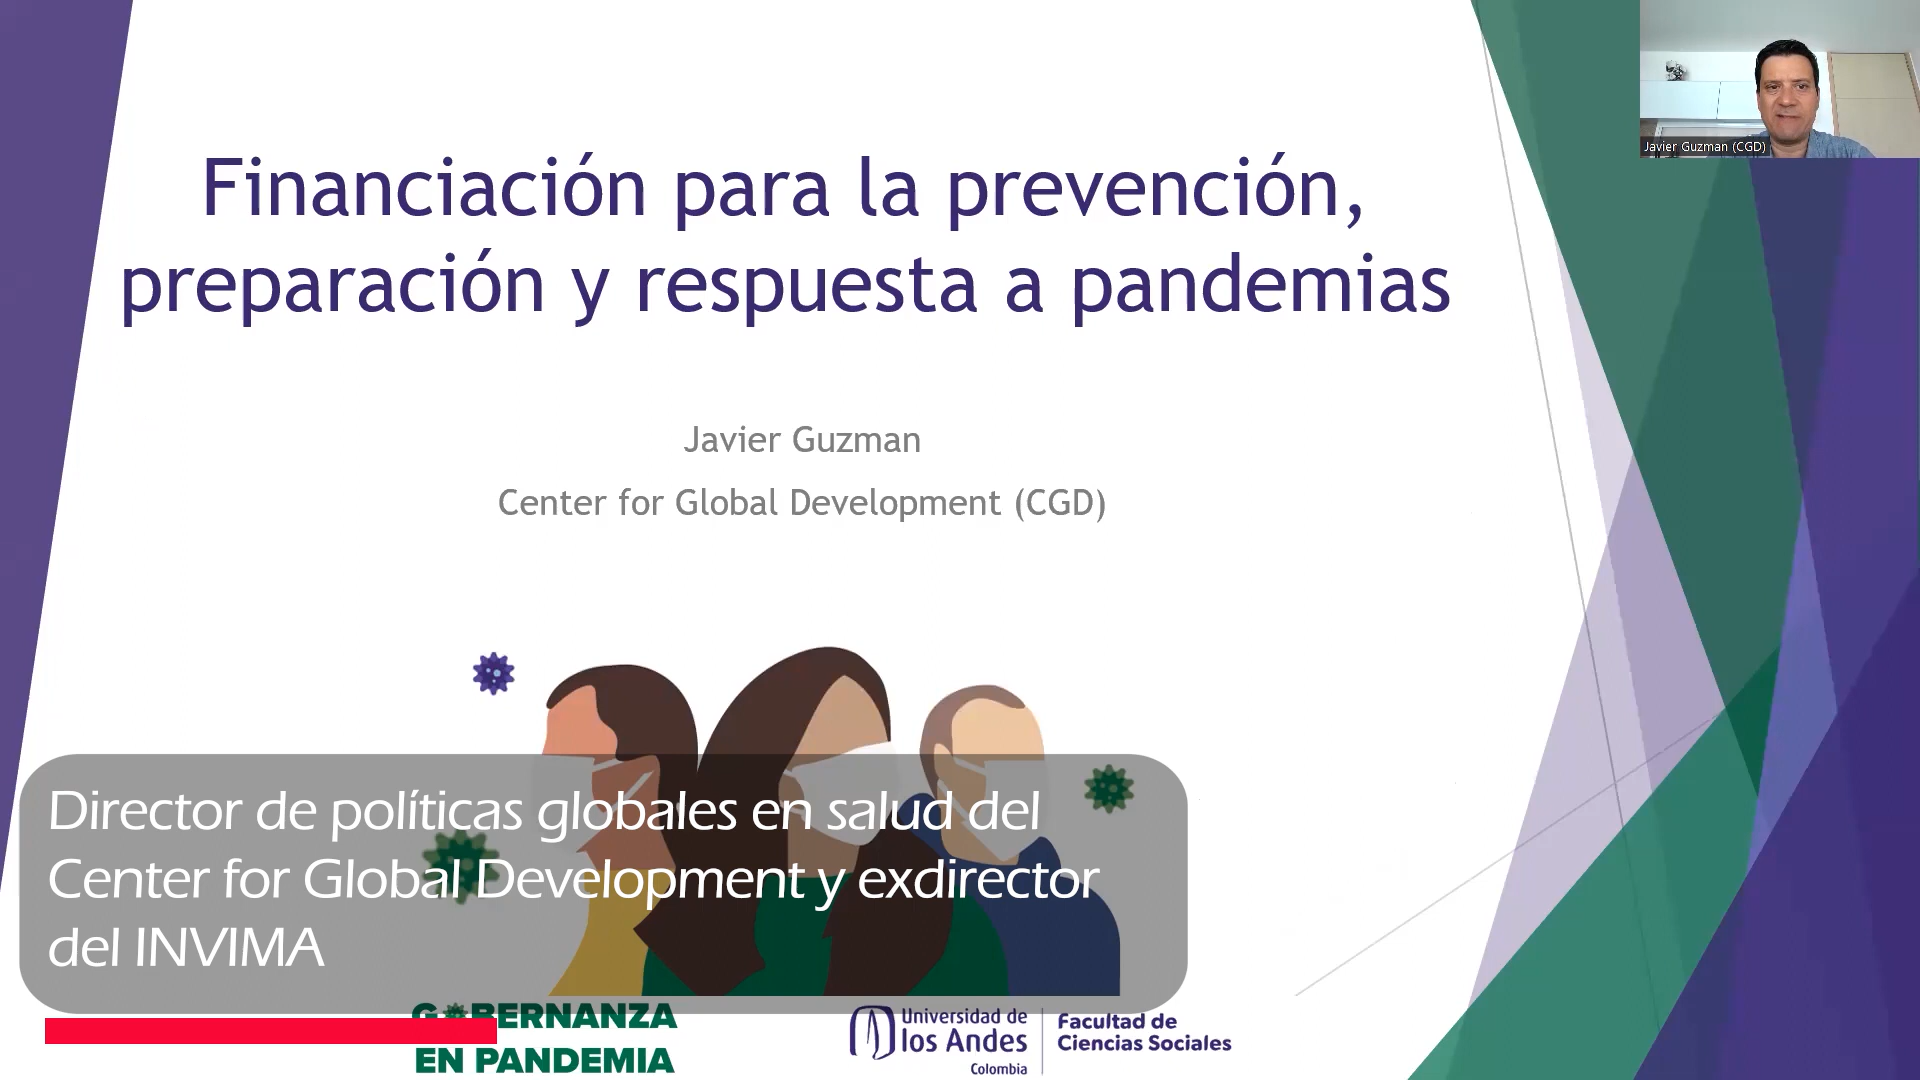 Javier Guzman (CGD)
Financiación para la prevención,
preparación y respuesta a pandemias
Javier Guzman
Center for Global Development (CGD)
Director de políticas globales en salud del
Center for Global Development y exdirector
del INVIMA
GOBERNANZA
EN PANDEMIA
Universidad de
los Andes
Colombia
Facultad de
Ciencias Sociales